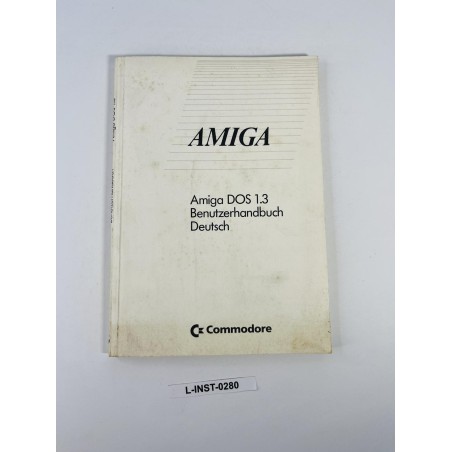 AMIGA
Amiga DOS 1.3
Benutzerhandbuch
Deutsch
Commodore
L-INST-0280